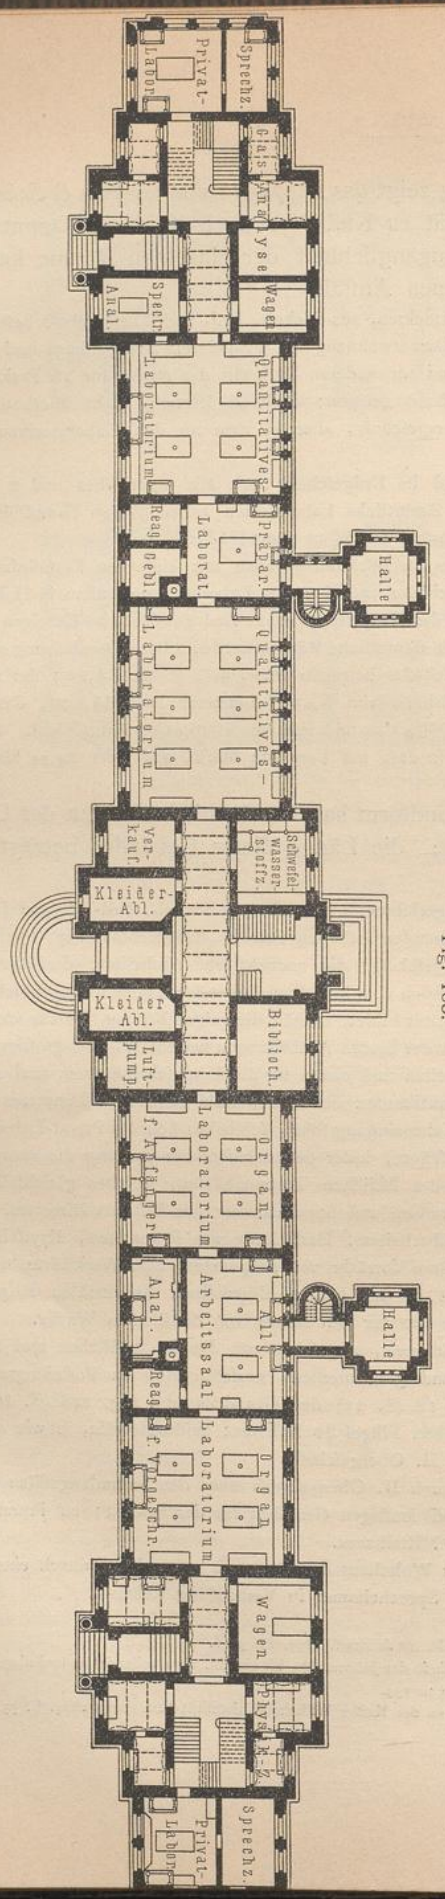 Sprechz.
Privat-
Labor
Gas-Analyse
Wagen
Spectr.
Anal.
Quantitatives-
Laboratorium
Präpar.
Laborat.
Reag
Gebl.
Halle
Qualitatives-
Laboratorium
Schwefel-
wasser-
stoffz.
Ver-
kauf.
Kleider-
Abl.
Kleider
Abl.
Biblioth.
Luft-
pump.
Organ.
Laboratorium
f. Anfänger
Allg.
Arbeitssaal
Anal.
Reag
Halle
Organ
Laboratorium
f. Vorgeschr.
Wagen
Physik-Z
Sprechz.
Privat-
Labor